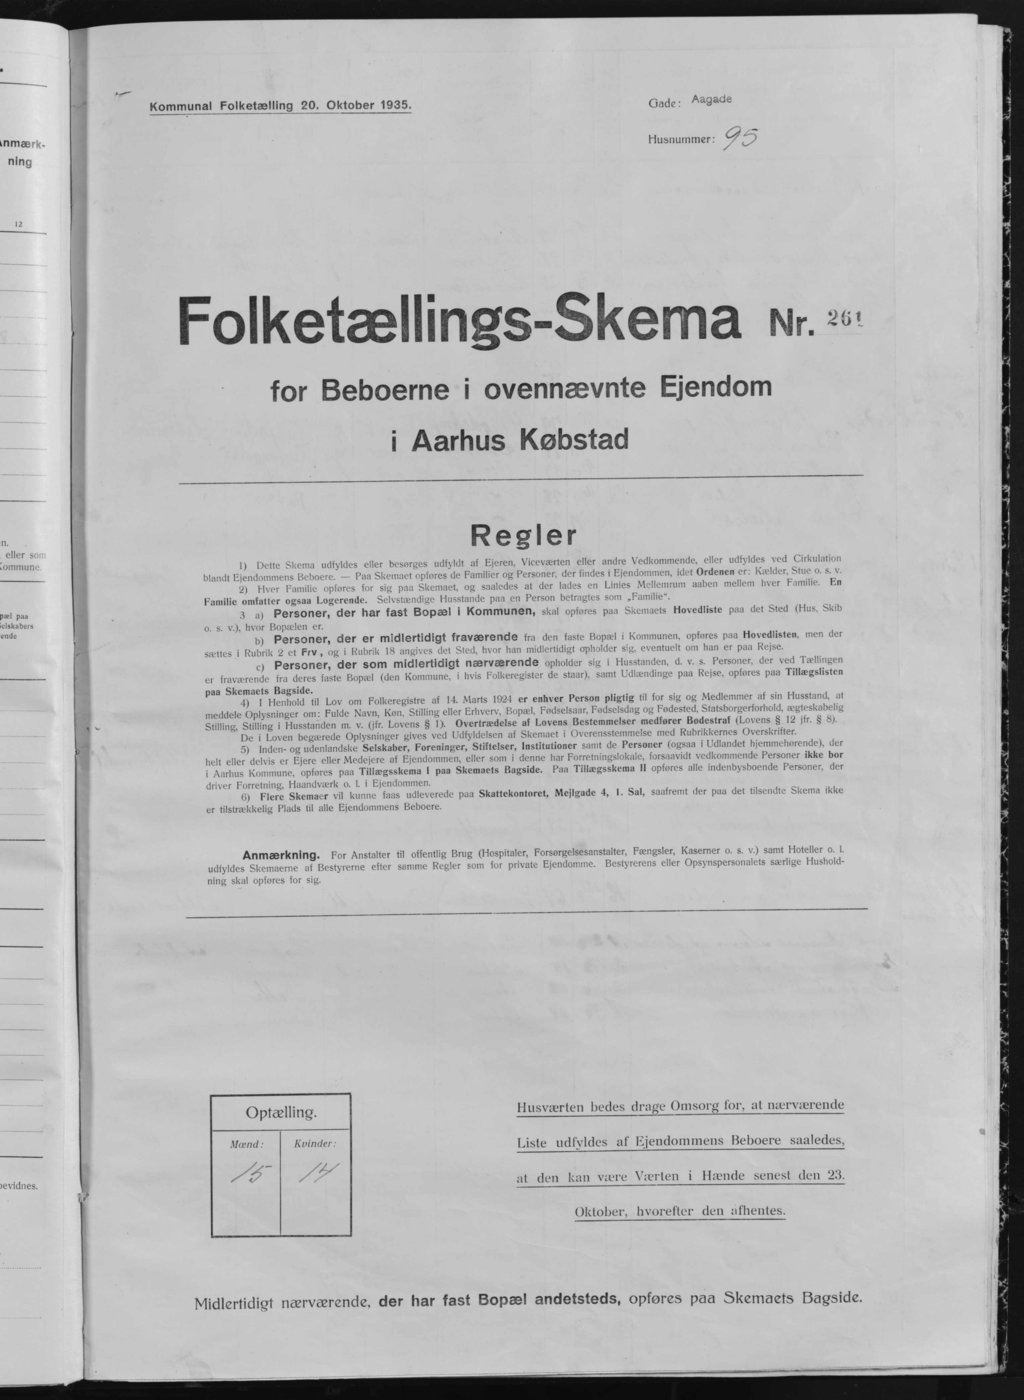 nmærk-
ning
12
n.
eller som
ommune.
pæl paa
elskabers
ende
evidnes.
Kommunal Folketælling 20. Oktober 1935.
Gade: Aagade
Husnummer: 95
Folketællings-Skema Nr. 261
for Beboerne i ovennævnte Ejendom
i Aarhus Købstad
Regler
1) Dette Skema udfyldes eller besørges udfyldt af Ejeren, Viceværten eller andre Vedkommende, eller udfyldes ved Cirkulation
blandt Ejendommens Beboere. — Paa Skemaet opføres de Familier og Personer, der findes i Ejendommen, idet Ordenen er: Kælder, Stue o. s. v.
2) Hver Familie opføres for sig paa Skemaet, og saaledes at der lades en Linies Mellemrum aaben mellem hver Familie. En
Familie omfatter ogsaa Logerende. Selvstændige Husstande paa en Person betragtes som „Familie".
3 a) Personer, der har fast Bopæl i Kommunen, skal opføres paa Skemaets Hovedliste paa det Sted (Hus, Skib
o. s. v.), hvor Bopælen er.
b) Personer, der er midlertidigt fraværende fra den faste Bopæl i Kommunen, opføres paa Hovedlisten, men der
sættes i Rubrik 2 et Frv., og i Rubrik 18 angives det Sted, hvor han midlertidigt opholder sig, eventuelt om han er paa Rejse.
c) Personer, der som midlertidigt nærværende opholder sig i Husstanden, d. v. s. Personer, der ved Tællingen
er fraværende fra deres faste Bopæl (den Kommune, i hvis Folkeregister de staar), samt Udlændinge paa Rejse, opføres paa Tillægslisten
paa Skemaets Bagside.
4) I Henhold til Lov om Folkeregistre af 14. Marts 1924 er enhver Person pligtig til for sig og Medlemmer af sin Husstand, at
meddele Oplysninger om: Fulde Navn, Køn, Stilling eller Erhverv, Bopæl, Fødselsaar, Fødselsdag og Fødested, Statsborgerforhold, ægteskabelig
Stilling, Stilling i Husstanden m. v. (jfr. Lovens § 1). Overtrædelse af Lovens Bestemmelser medfører Bødestraf (Lovens § 12 jfr. § 8).
De i Loven begærede Oplysninger gives ved Udfyldelsen af Skemaet i Overensstemmelse med Rubrikkernes Overskrifter.
5) Inden- og udenlandske Selskaber, Foreninger, Stiftelser, Institutioner samt de Personer (ogsaa i Udlandet hjemmehørende), der
helt eller delvis er Ejere eller Medejere af Ejendommen, eller som i denne har Forretningslokale, forsaavidt vedkommende Personer ikke bor
i Aarhus Kommune, opføres paa Tillægsskema I paa Skemaets Bagside. Paa Tillægsskema II opføres alle indenbysboende Personer, der
driver Forretning, Haandværk o. l. i Ejendommen.
6) Flere Skemaer vil kunne faas udleverede paa Skattekontoret, Mejlgade 4, 1. Sal, saafremt der paa det tilsendte Skema ikke
er tilstrækkelig Plads til alle Ejendommens Beboere.
Anmærkning. For Anstalter til offentlig Brug (Hospitaler, Forsørgelsesanstalter, Fængsler, Kaserner o. s. v.) samt Hoteller o. l.
udfyldes Skemaerne af Bestyrerne efter samme Regler som for private Ejendomme. Bestyrerens eller Opsynspersonalets særlige Hushold-
ning skal opføres for sig.
Optælling.
Mænd: Kvinder:
15 14
Husværten bedes drage Omsorg for, at nærværende
Liste udfyldes af Ejendommens Beboere saaledes,
at den kan være Værten i Hænde senest den 23.
Oktober, hvorefter den afhentes.
Midlertidigt nærværende, der har fast Bopæl andetsteds, opføres paa Skemaets Bagside.